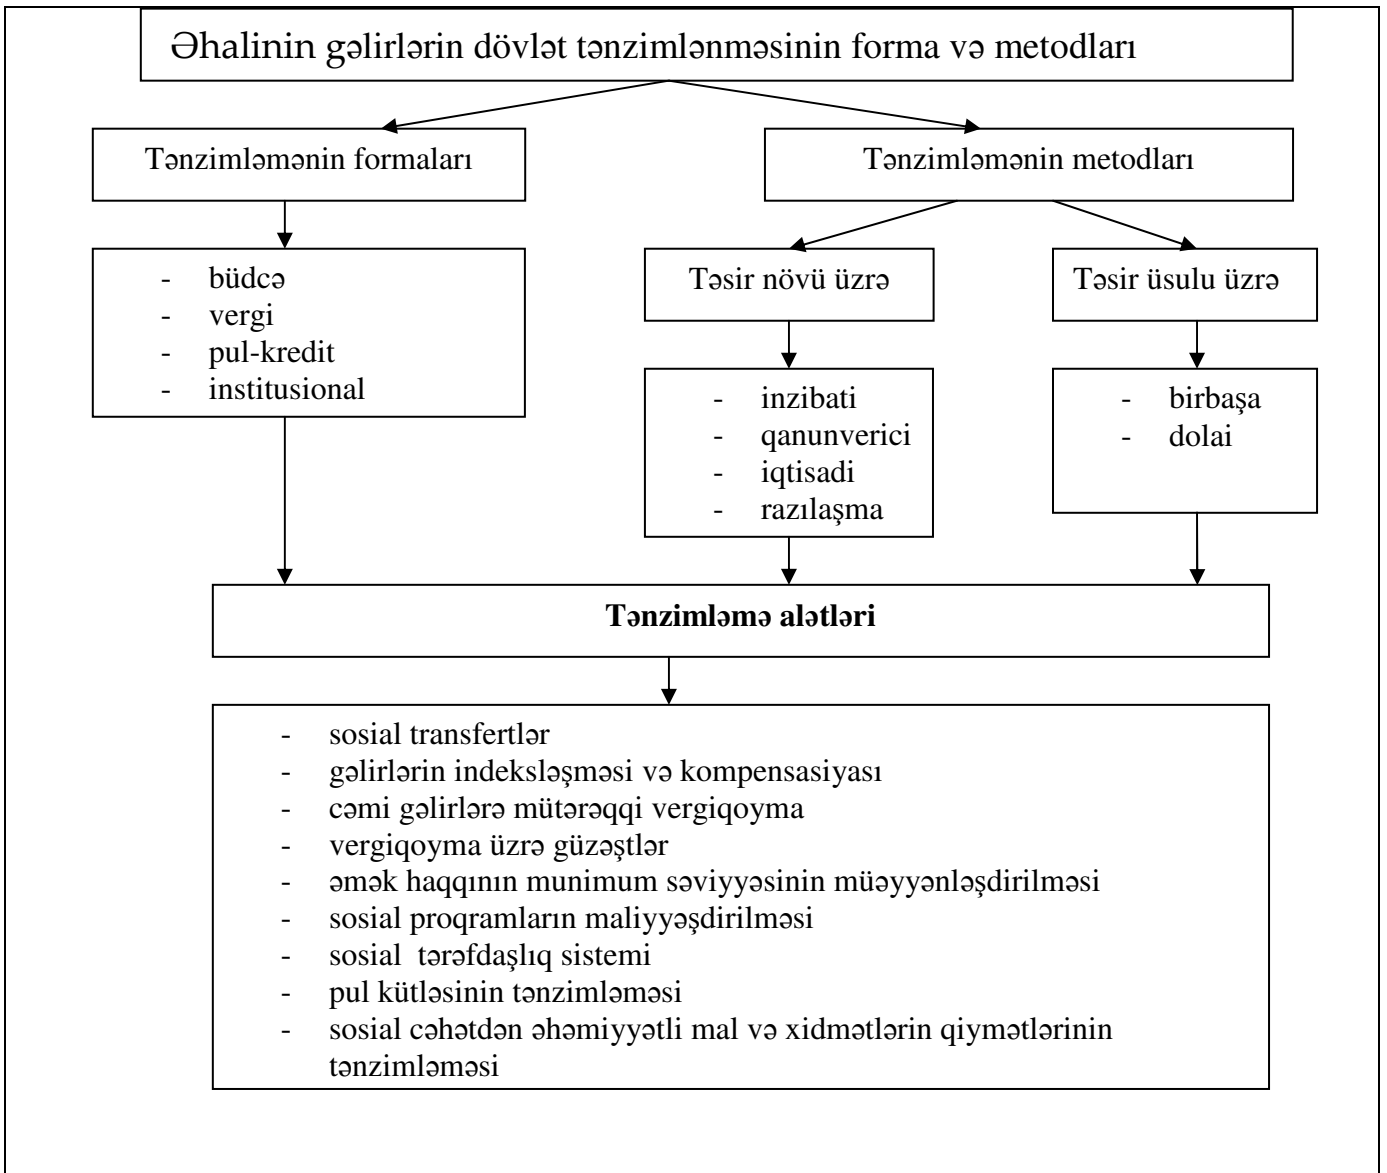 Əhalinin gəlirlərin dövlət tənzimlənməsinin forma və metodları
Tənzimləmənin formaları
Tənzimləmənin metodları
- büdcə
- vergi
- pul-kredit
- institusional
Təsir növü üzrə
Təsir üsulu üzrə
- inzibati
- qanunverici
- iqtisadi
- razılaşma
- birbaşa
- dolai
Tənzimləmə alətləri
- sosial transfertlər
- gəlirlərin indeksləşməsi və kompensasiyası
- cəmi gəlirlərə mütərəqqi vergiqoyma
- vergiqoyma üzrə güzəştlər
- əmək haqqının munimum səviyyəsinin müəyyənləşdirilməsi
- sosial proqramların maliyyəşdirilməsi
- sosial tərəfdaşlıq sistemi
- pul kütləsinin tənzimləməsi
- sosial cəhətdən əhəmiyyətli mal və xidmətlərin qiymətlərinin
tənzimləməsi